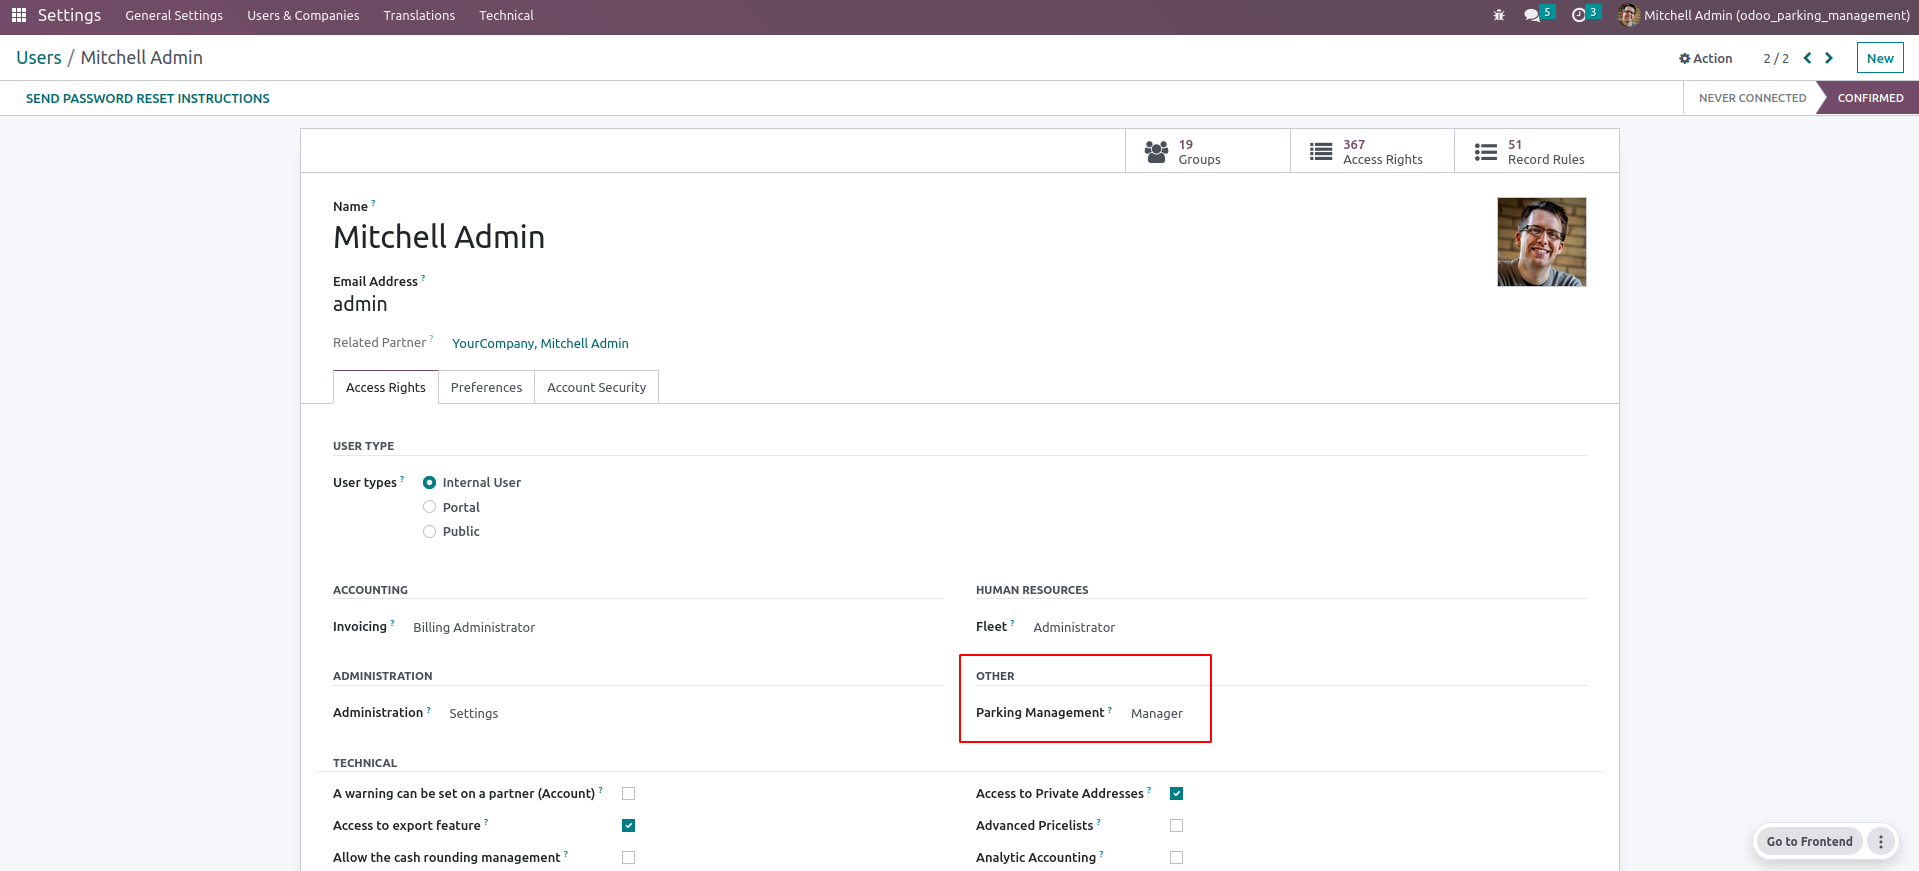 Settings General Settings Users & Companies Translations Technical 5 3 Mitchell Admin (odoo_parking_management)
Users / Mitchell Admin Action 2 / 2 New
SEND PASSWORD RESET INSTRUCTIONS NEVER CONNECTED CONFIRMED
19 Groups 367 Access Rights 51 Record Rules
Name ?
Mitchell Admin
Email Address ?
admin
Related Partner ? YourCompany, Mitchell Admin
Access Rights Preferences Account Security
USER TYPE
User types ? Internal User
Portal
Public
ACCOUNTING HUMAN RESOURCES
Invoicing ? Billing Administrator Fleet ? Administrator
ADMINISTRATION OTHER
Administration ? Settings Parking Management ? Manager
TECHNICAL
A warning can be set on a partner (Account) ? Access to Private Addresses ?
Access to export feature ? Advanced Pricelists ?
Allow the cash rounding management ? Analytic Accounting ?
Go to Frontend